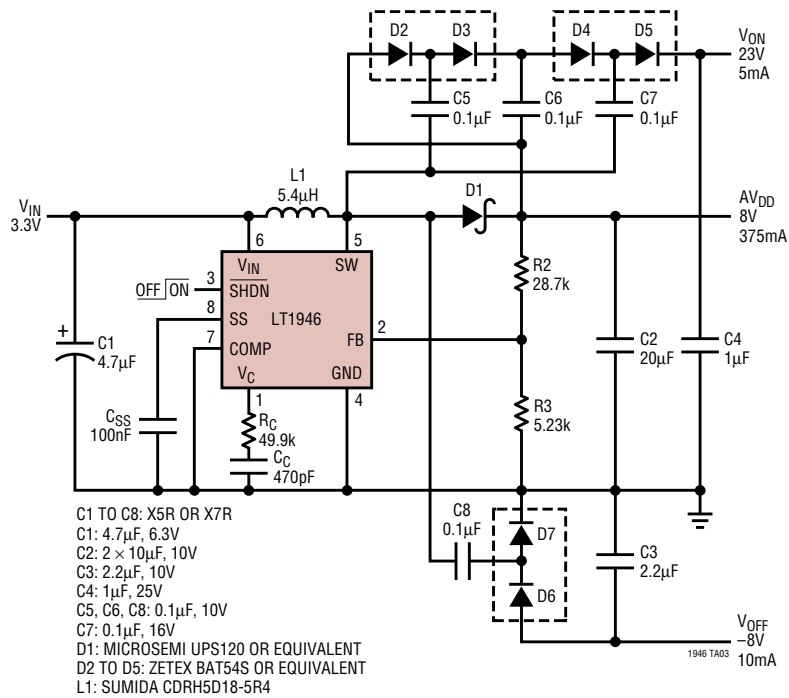 D2
D3
D4
D5
V_ON
23V
5mA
C5
0.1µF
C6
0.1µF
C7
0.1µF
L1
5.4µH
D1
V_IN
3.3V
AV_DD
8V
375mA
6
5
V_IN
SW
R2
28.7k
OFF ON
3
SHDN
8
SS
LT1946
2
FB
7
COMP
+
C1
4.7µF
C2
20µF
C4
1µF
V_C
GND
1
4
C_SS
100nF
R_C
49.9k
R3
5.23k
C_C
470pF
C1 TO C8: X5R OR X7R
C1: 4.7µF, 6.3V
C2: 2 × 10µF, 10V
C3: 2.2µF, 10V
C4: 1µF, 25V
C5, C6, C8: 0.1µF, 10V
C7: 0.1µF, 16V
D1: MICROSEMI UPS120 OR EQUIVALENT
D2 TO D5: ZETEX BAT54S OR EQUIVALENT
L1: SUMIDA CDRH5D18-5R4
C8
0.1µF
D7
D6
C3
2.2µF
V_OFF
–8V
10mA
1946 TA03